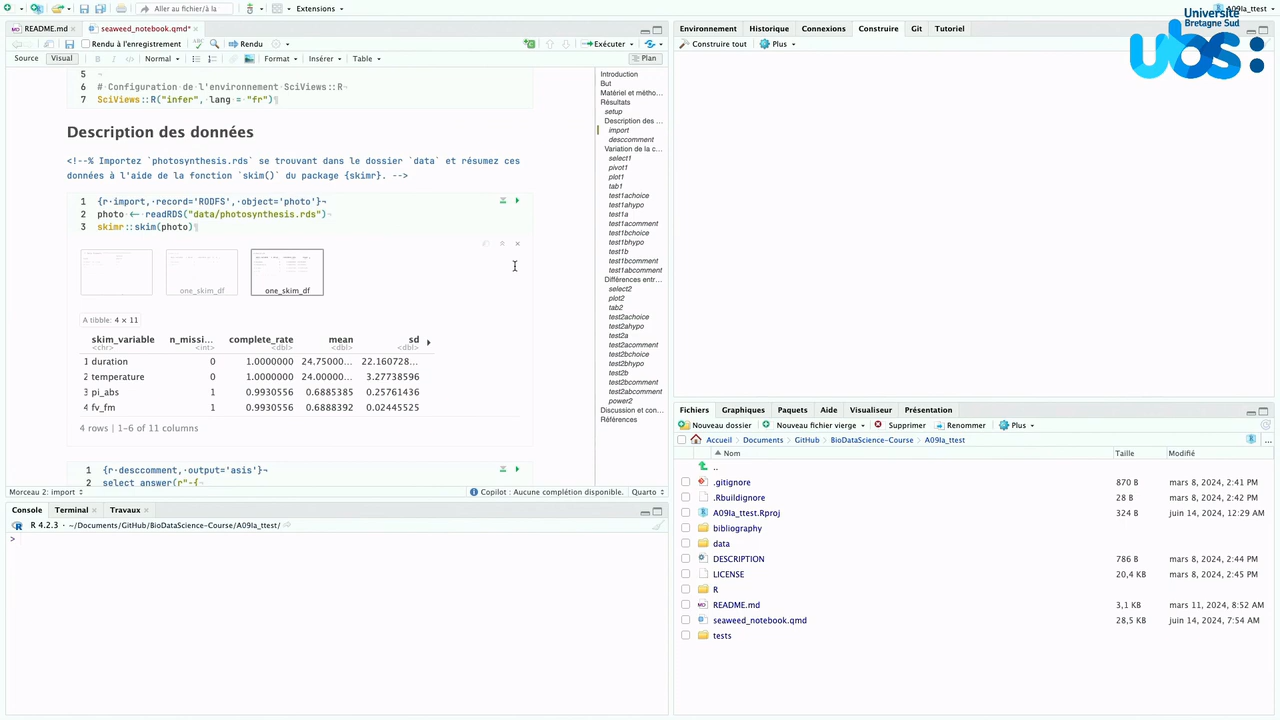 Aller au fichier/la
Extensions
A09Ia_ttest
Université
Bretagne Sud
ubs:
README.md
seaweed_notebook.qmd*
Rendu à l'enregistrement
ABC
Rendu
Exécuter
Source
Visual
B
I
</>
Normal
Format
Insérer
Table
Plan
5
6 # Configuration de l'environnement SciViews::R
7 SciViews::R("infer", lang = "fr")
Description des données
<!--% Importez `photosynthesis.rds` se trouvant dans le dossier `data` et résumez ces
données à l'aide de la fonction `skim()` du package {skimr}. -->
1 {r import, record='RODFS', object='photo'}
2 photo <- readRDS("data/photosynthesis.rds")
3 skimr::skim(photo)
one_skim_df
one_skim_df
A tibble: 4 × 11
skim_variable n_missi... complete_rate mean sd
<chr> <int> <dbl> <dbl> <dbl>
1 duration 0 1.0000000 24.75000... 22.160728...
2 temperature 0 1.0000000 24.00000... 3.27738596
3 pi_abs 1 0.9930556 0.6885385 0.25761436
4 fv_fm 1 0.9930556 0.6888392 0.02445525
4 rows | 1–6 of 11 columns
1 {r desccomment, output='asis'}
2 select_answer(r"-{
Morceau 2: import
Copilot : Aucune complétion disponible.
Quarto
Introduction
But
Matériel et métho...
Résultats
setup
Description des ...
import
desccomment
Variation de la c...
select1
pivot1
plot1
tab1
test1achoice
test1ahypo
test1a
test1acomment
test1bchoice
test1bhypo
test1b
test1bcomment
test1abcomment
Différences entr...
select2
plot2
tab2
test2achoice
test2ahypo
test2a
test2acomment
test2bchoice
test2bhypo
test2b
test2bcomment
test2abcomment
power2
Discussion et con...
Références
Console
Terminal
Travaux
R 4.2.3 · ~/Documents/GitHub/BioDataScience-Course/A09Ia_ttest/
>
Environnement
Historique
Connexions
Construire
Git
Tutoriel
Construire tout
Plus
Fichiers
Graphiques
Paquets
Aide
Visualiseur
Présentation
Nouveau dossier
Nouveau fichier vierge
Supprimer
Renommer
Plus
Accueil
Documents
GitHub
BioDataScience-Course
A09Ia_ttest
...
Nom Taille Modifié
..
.gitignore 870 B mars 8, 2024, 2:41 PM
.Rbuildignore 28 B mars 8, 2024, 2:42 PM
A09Ia_ttest.Rproj 324 B juin 14, 2024, 12:29 AM
bibliography
data
DESCRIPTION 786 B mars 8, 2024, 2:44 PM
LICENSE 20,4 KB mars 8, 2024, 2:45 PM
R
README.md 3,1 KB mars 11, 2024, 8:52 AM
seaweed_notebook.qmd 28,5 KB juin 14, 2024, 7:54 AM
tests